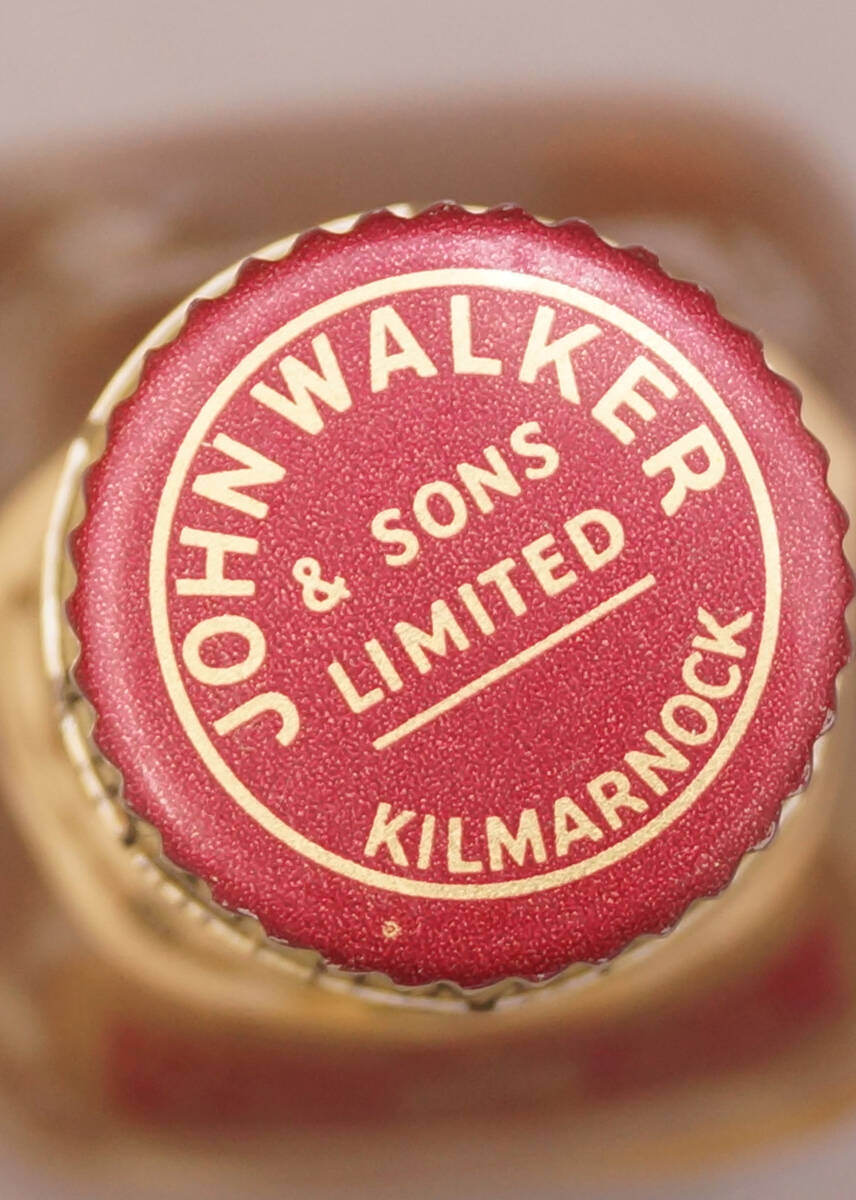 JOHN WALKER
& SONS
LIMITED
KILMARNOCK